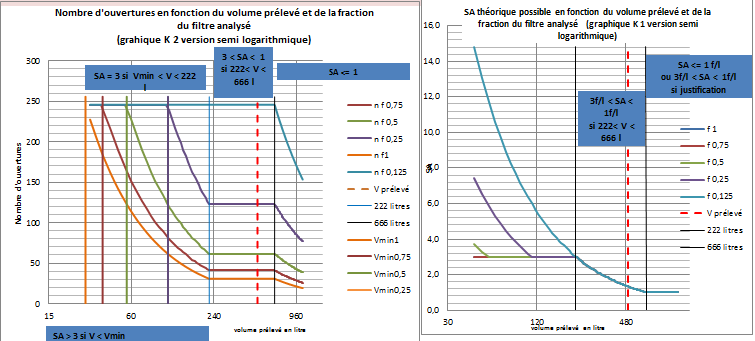 Nombre d'ouvertures en fonction du volume prélevé et de la fraction
du filtre analysé
(grahique K 2 version semi logarithmique)
SA = 3 si Vmin < V < 222
l
3 < SA < 1
si 222< V <
666 l
SA <= 1
Nombre d'ouvertures
300
250
200
150
100
50
0
15
60
240
960
volume prélevé en litre
SA > 3 si V < Vmin
n f 0,75
n f 0,5
n f 0,25
n f1
n f 0,125
V prélevé
222 litres
666 litres
Vmin1
Vmin0,75
Vmin0,5
Vmin0,25
SA théorique possible en fonction du volume prélevé et de la
fraction du filtre analysé (graphique K 1 version semi
logarithmique)
3f/l < SA <
1f/l
si 222< V <
666 l
SA <= 1 f/l
ou 3f/l < SA < 1f/l
si justification
SA
16,0
14,0
12,0
10,0
8,0
6,0
4,0
2,0
0,0
30
120
480
volume prélevé en litre
f 1
f 0,75
f 0,5
f 0,25
f 0,125
V prélevé
222 litres
666 litres